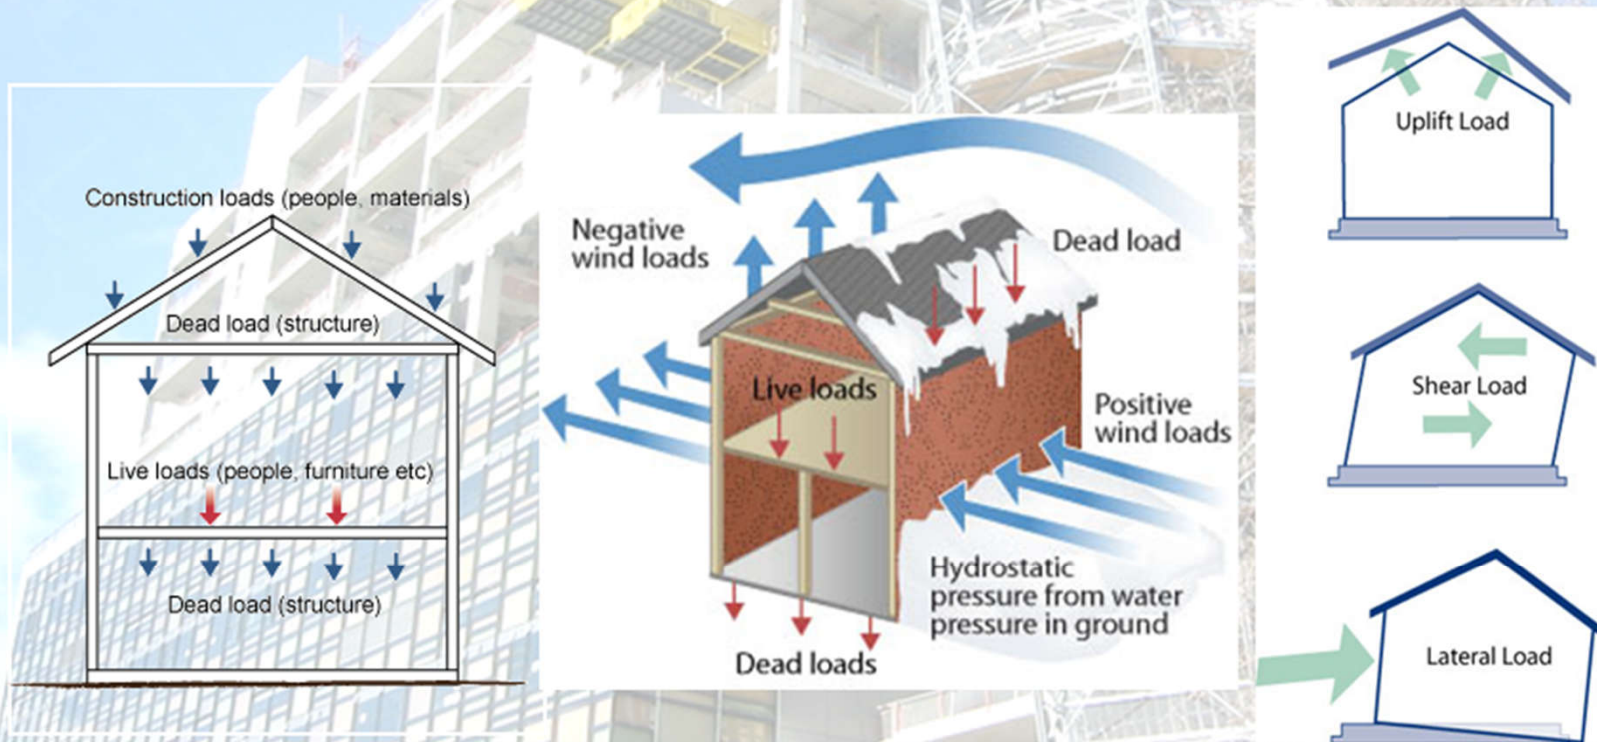 Construction loads (people, materials)
Dead load (structure)
Live loads (people, furniture etc)
Dead load (structure)
Negative
wind loads
Dead load
Live loads
Positive
wind loads
Hydrostatic
pressure from water
pressure in ground
Dead loads
Uplift Load
Shear Load
Lateral Load